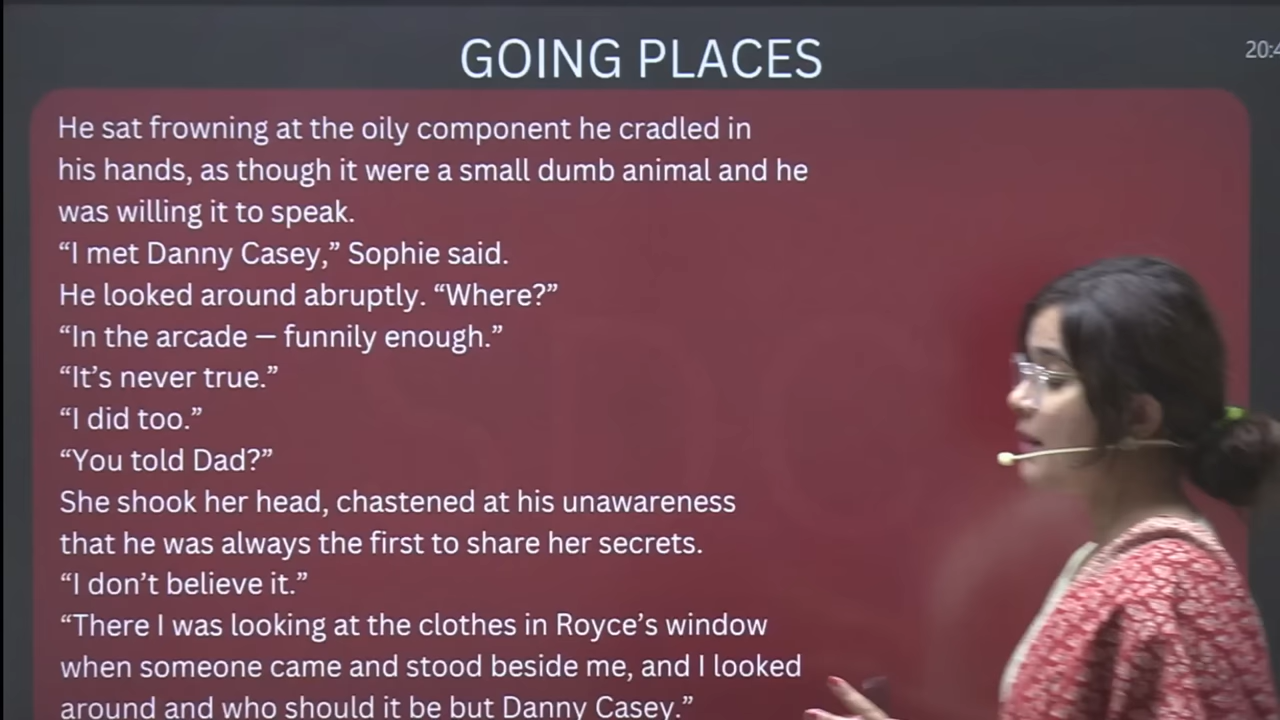 GOING PLACES
20:4
He sat frowning at the oily component he cradled in
his hands, as though it were a small dumb animal and he
was willing it to speak.
“I met Danny Casey,” Sophie said.
He looked around abruptly. “Where?”
“In the arcade — funnily enough.”
“It’s never true.”
“I did too.”
“You told Dad?”
She shook her head, chastened at his unawareness
that he was always the first to share her secrets.
“I don’t believe it.”
“There I was looking at the clothes in Royce’s window
when someone came and stood beside me, and I looked
around and who should it be but Danny Casey.”